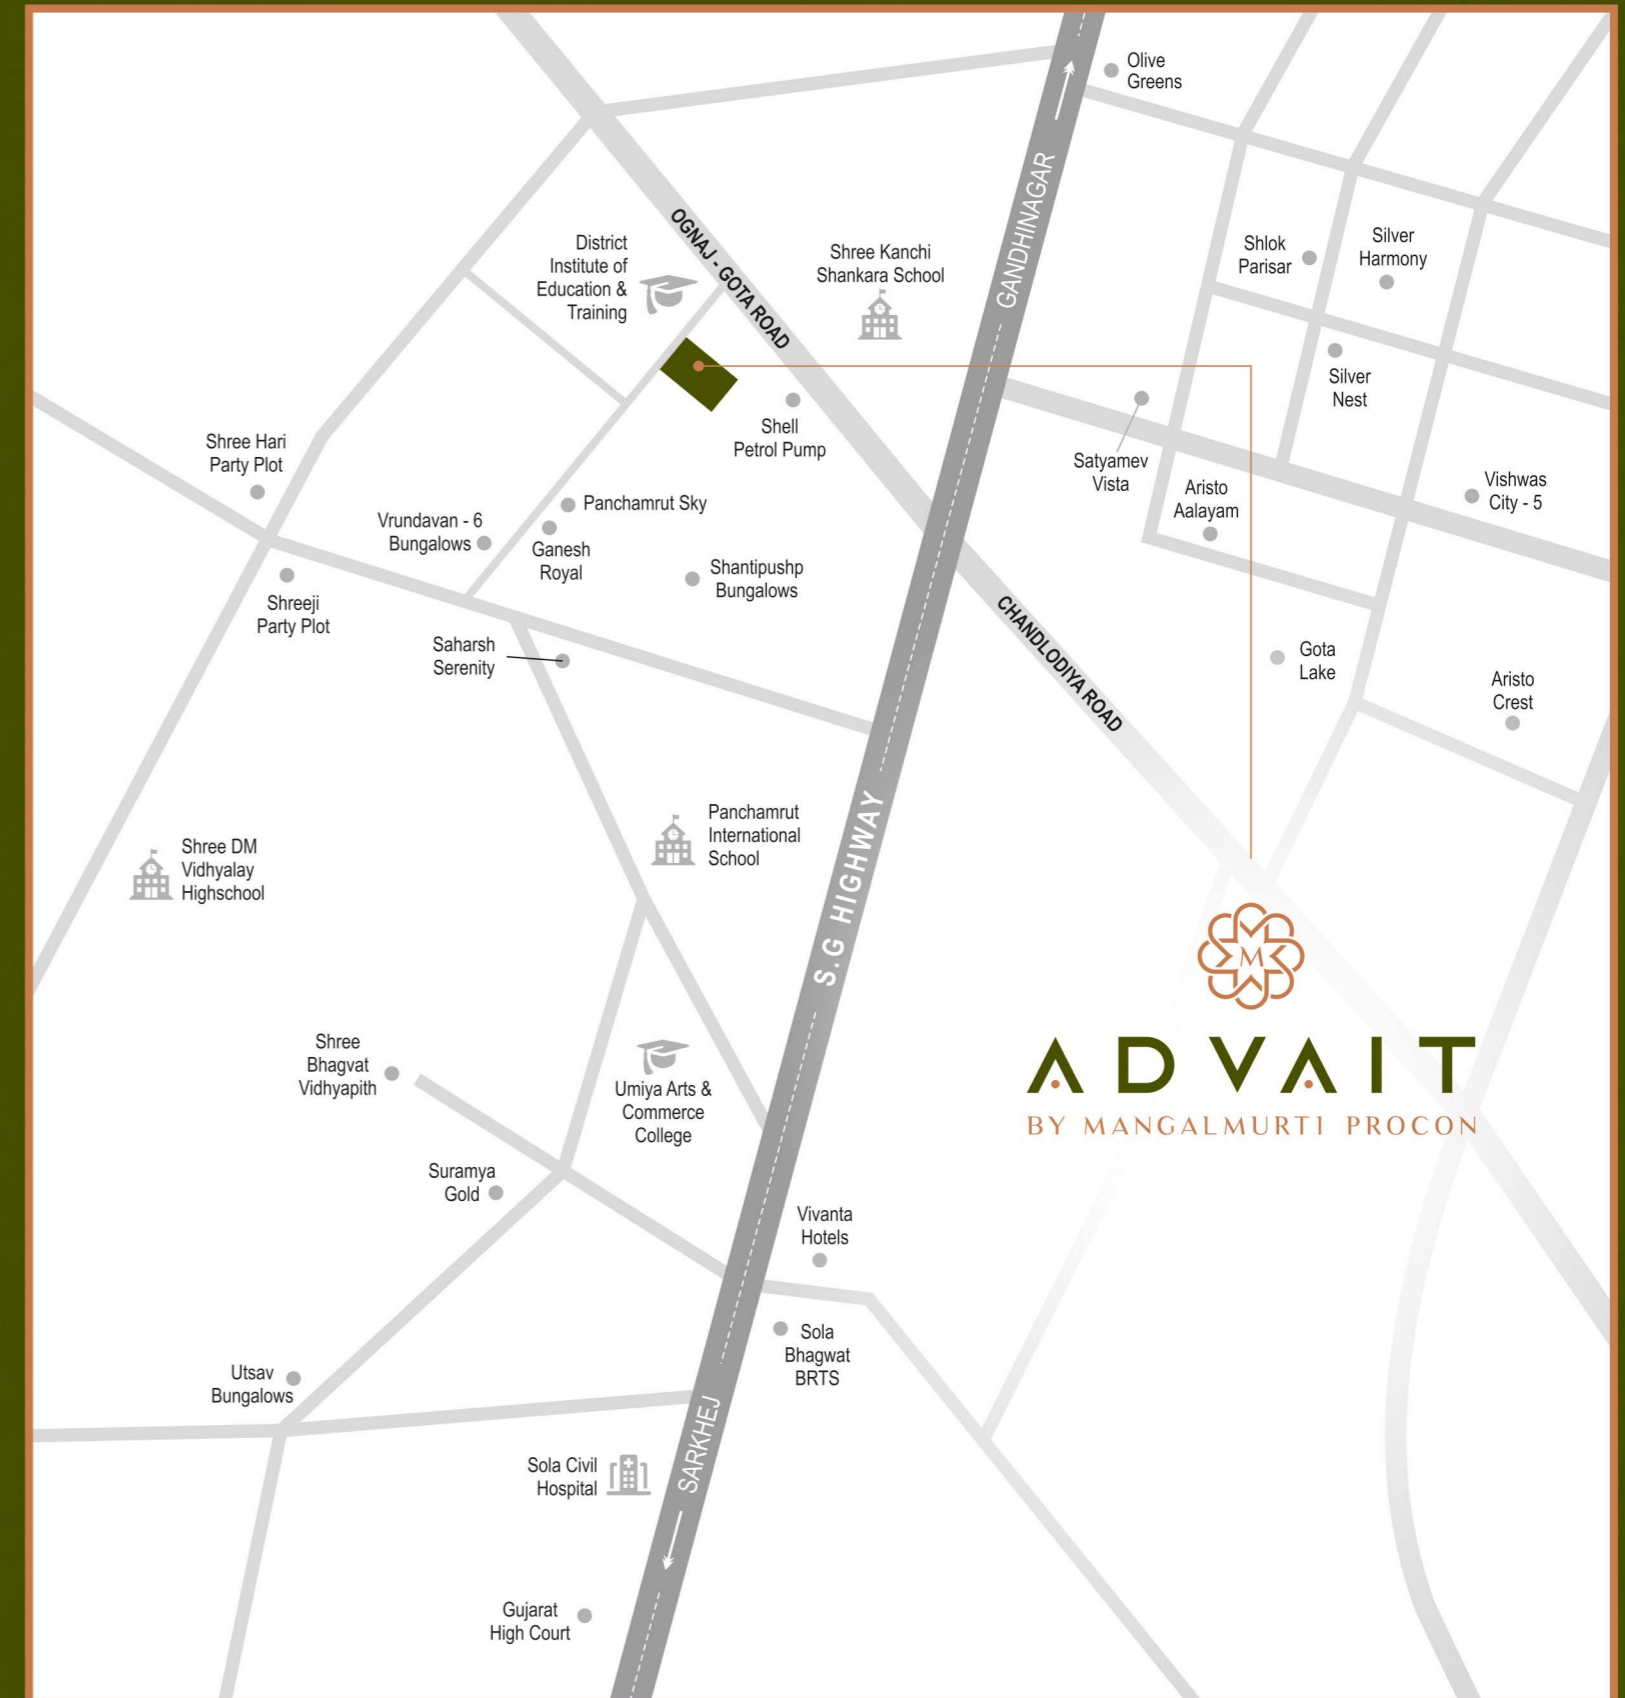 Olive
Greens
GANDHINAGAR
OGNAJ - GOTA ROAD
District
Institute of
Education &
Training
Shree Kanchi
Shankara School
Shlok
Parisar
Silver
Harmony
Silver
Nest
Shell
Petrol Pump
Shree Hari
Party Plot
Satyamev
Vista
Aristo
Aalayam
Vishwas
City - 5
Vrundavan - 6
Bungalows
Panchamrut Sky
Ganesh
Royal
Shantipushp
Bungalows
Shreeji
Party Plot
Saharsh
Serenity
CHANDLODIYA ROAD
Gota
Lake
Aristo
Crest
Panchamrut
International
School
S.G HIGHWAY
Shree DM
Vidhyalay
Highschool
M
ADVAIT
BY MANGALMURTI PROCON
Shree
Bhagvat
Vidhyapith
Umiya Arts &
Commerce
College
Suramya
Gold
Vivanta
Hotels
Sola
Bhagwat
BRTS
Utsav
Bungalows
SARKHEJ
Sola Civil
Hospital
Gujarat
High Court